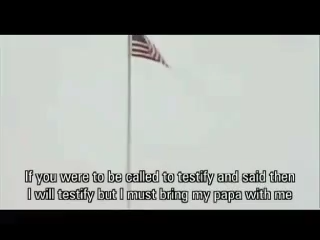 If you were to be called to testify and said then
I will testify but I must bring my papa with me